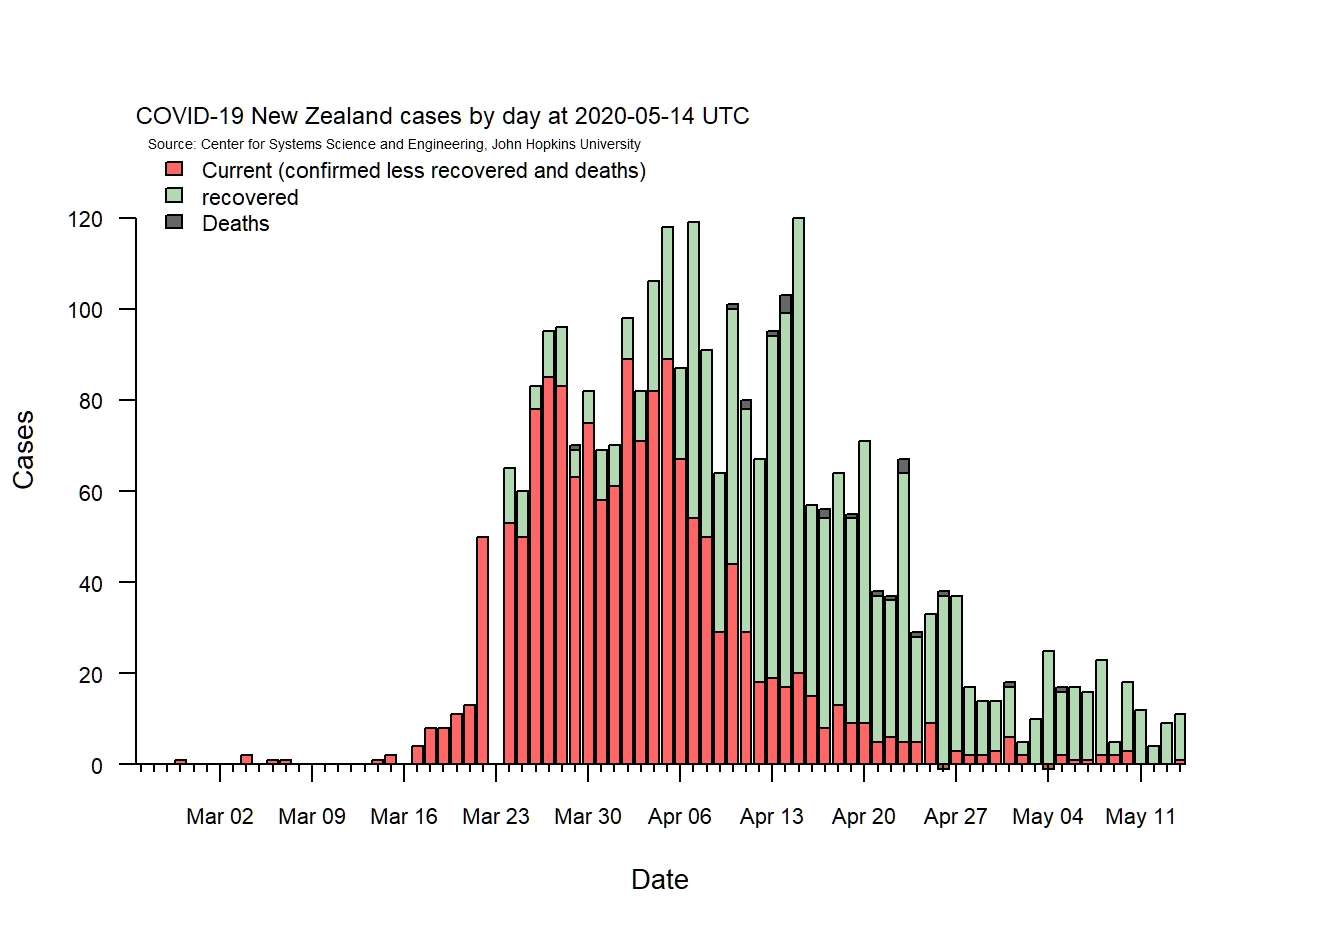 COVID-19 New Zealand cases by day at 2020-05-14 UTC
Source: Center for Systems Science and Engineering, John Hopkins University
Current (confirmed less recovered and deaths)
recovered
Deaths
120
100
80
60
40
20
0
Cases
Mar 02 Mar 09 Mar 16 Mar 23 Mar 30 Apr 06 Apr 13 Apr 20 Apr 27 May 04 May 11
Date